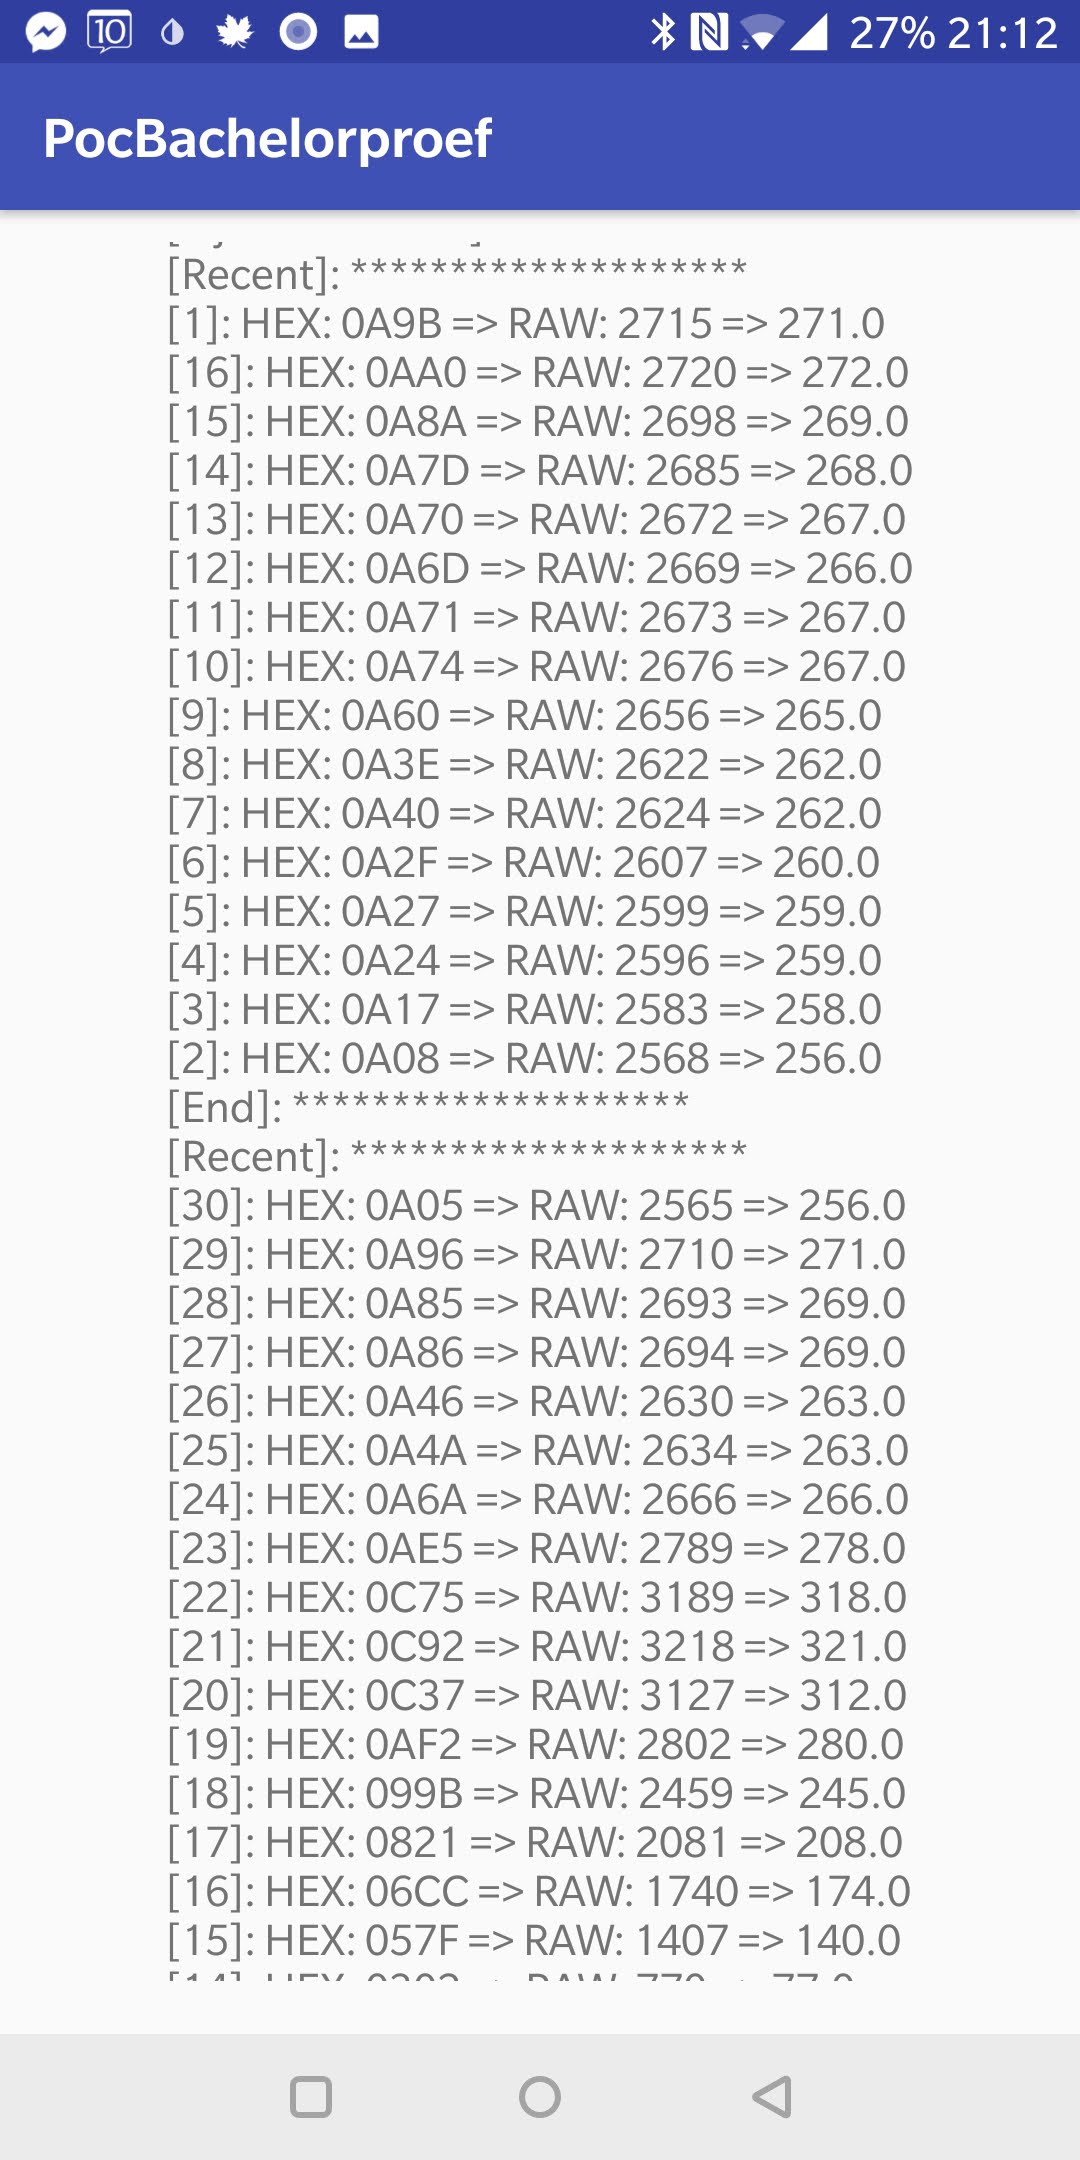 10
27% 21:12
PocBachelorproef
[Recent]: ********************
[1]: HEX: 0A9B => RAW: 2715 => 271.0
[16]: HEX: 0AA0 => RAW: 2720 => 272.0
[15]: HEX: 0A8A => RAW: 2698 => 269.0
[14]: HEX: 0A7D => RAW: 2685 => 268.0
[13]: HEX: 0A70 => RAW: 2672 => 267.0
[12]: HEX: 0A6D => RAW: 2669 => 266.0
[11]: HEX: 0A71 => RAW: 2673 => 267.0
[10]: HEX: 0A74 => RAW: 2676 => 267.0
[9]: HEX: 0A60 => RAW: 2656 => 265.0
[8]: HEX: 0A3E => RAW: 2622 => 262.0
[7]: HEX: 0A40 => RAW: 2624 => 262.0
[6]: HEX: 0A2F => RAW: 2607 => 260.0
[5]: HEX: 0A27 => RAW: 2599 => 259.0
[4]: HEX: 0A24 => RAW: 2596 => 259.0
[3]: HEX: 0A17 => RAW: 2583 => 258.0
[2]: HEX: 0A08 => RAW: 2568 => 256.0
[End]: ********************
[Recent]: ********************
[30]: HEX: 0A05 => RAW: 2565 => 256.0
[29]: HEX: 0A96 => RAW: 2710 => 271.0
[28]: HEX: 0A85 => RAW: 2693 => 269.0
[27]: HEX: 0A86 => RAW: 2694 => 269.0
[26]: HEX: 0A46 => RAW: 2630 => 263.0
[25]: HEX: 0A4A => RAW: 2634 => 263.0
[24]: HEX: 0A6A => RAW: 2666 => 266.0
[23]: HEX: 0AE5 => RAW: 2789 => 278.0
[22]: HEX: 0C75 => RAW: 3189 => 318.0
[21]: HEX: 0C92 => RAW: 3218 => 321.0
[20]: HEX: 0C37 => RAW: 3127 => 312.0
[19]: HEX: 0AF2 => RAW: 2802 => 280.0
[18]: HEX: 099B => RAW: 2459 => 245.0
[17]: HEX: 0821 => RAW: 2081 => 208.0
[16]: HEX: 06CC => RAW: 1740 => 174.0
[15]: HEX: 057F => RAW: 1407 => 140.0